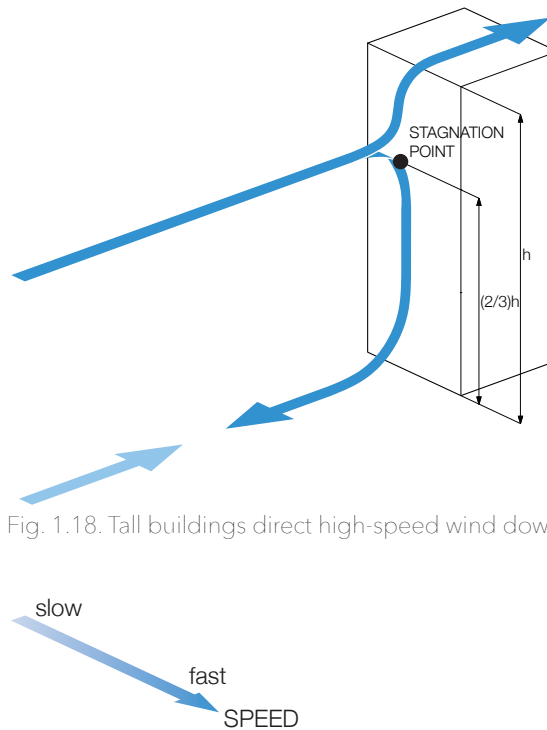 STAGNATION
POINT
h
(2/3)h
Fig. 1.18. Tall buildings direct high-speed wind dow
slow
fast
SPEED